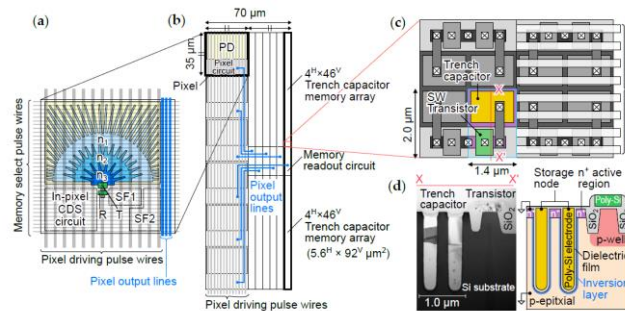 (a)
Memory select pulse wires
n1
n2
n3
In-pixel
CDS
circuit
R
T
SF1
SF2
Pixel driving pulse wires
Pixel output lines
(b)
70 µm
35 µm
PD
Pixel
circuit
Pixel
4ᴴ×46ⱽ
Trench capacitor
memory array
Memory
readout circuit
Pixel
output
lines
4ᴴ×46ⱽ
Trench capacitor
memory array
(5.6ᴴ × 92ⱽ µm²)
Pixel driving pulse wires
(c)
Trench
capacitor
X
SW
Transistor
X'
2.0 µm
1.4 µm
(d)
X
X'
Trench
capacitor
Transistor
SiO₂
Si substrate
1.0 µm
Storage
node
n⁺ active
region
Poly-Si
SiO₂
SiO₂
p-well
Poly-Si electrode
Dielectric
film
Inversion
layer
p-epitxial